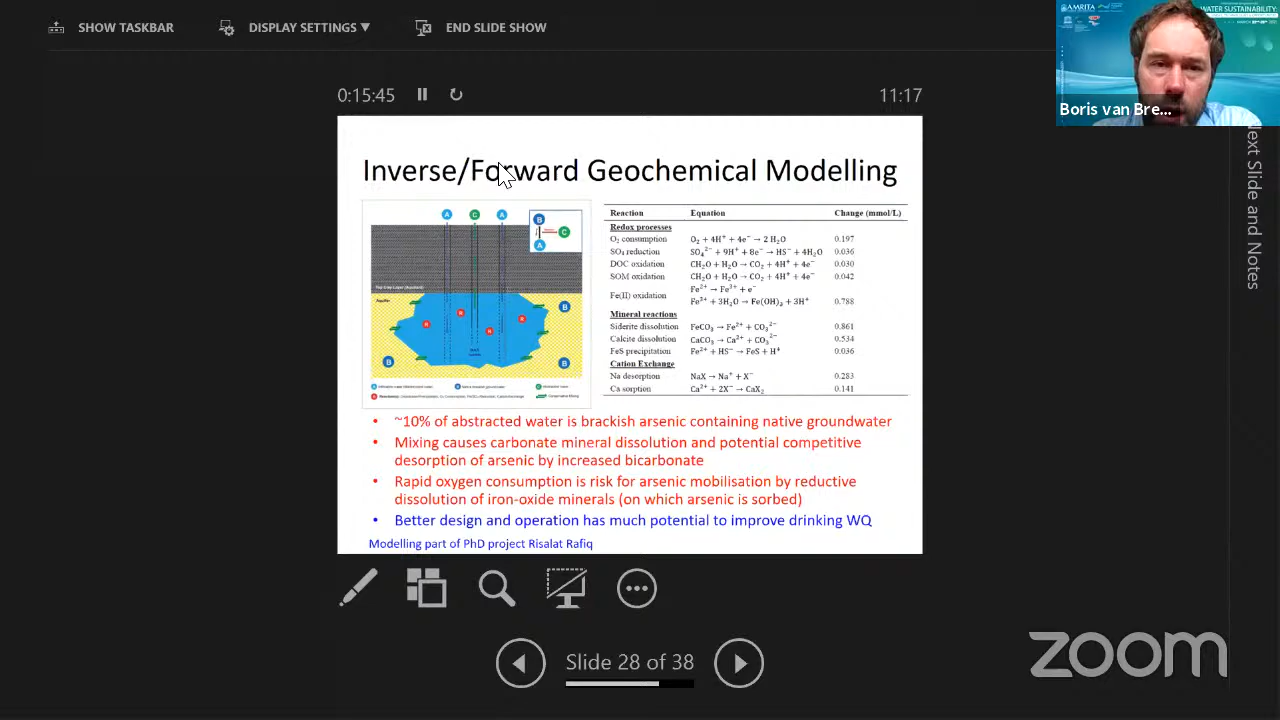 SHOW TASKBAR
DISPLAY SETTINGS
END SLIDE SHOW
AMRITA
WATER SUSTAINABILITY:
Boris van Bre...
0:15:45
11:17
Next Slide and Notes
Inverse/Forward Geochemical Modelling
A C A
B
C
A
Aquifer
R R R R
B B B
Reaction Equation Change (mmol/L)
Redox processes
O₂ consumption O₂ + 4H⁺ + 4e⁻ → 2 H₂O 0.197
SO₄ reduction SO₄²⁻ + 9H⁺ + 8e⁻ → HS⁻ + 4H₂O 0.036
DOC oxidation CH₂O + H₂O → CO₂ + 4H⁺ + 4e⁻ 0.030
SOM oxidation CH₂O + H₂O → CO₂ + 4H⁺ + 4e⁻ 0.042
Fe(II) oxidation Fe²⁺ → Fe³⁺ + e⁻
Fe³⁺ + 3H₂O → Fe(OH)₃ + 3H⁺ 0.788
Mineral reactions
Siderite dissolution FeCO₃ → Fe²⁺ + CO₃²⁻ 0.861
Calcite dissolution CaCO₃ → Ca²⁺ + CO₃²⁻ 0.534
FeS precipitation Fe²⁺ + HS⁻ → FeS + H⁺ 0.036
Cation Exchange
Na desorption NaX → Na⁺ + X⁻ 0.283
Ca sorption Ca²⁺ + 2X⁻ → CaX₂ 0.141
• ~10% of abstracted water is brackish arsenic containing native groundwater
• Mixing causes carbonate mineral dissolution and potential competitive
desorption of arsenic by increased bicarbonate
• Rapid oxygen consumption is risk for arsenic mobilisation by reductive
dissolution of iron-oxide minerals (on which arsenic is sorbed)
• Better design and operation has much potential to improve drinking WQ
Modelling part of PhD project Risalat Rafiq
Slide 28 of 38
zoom